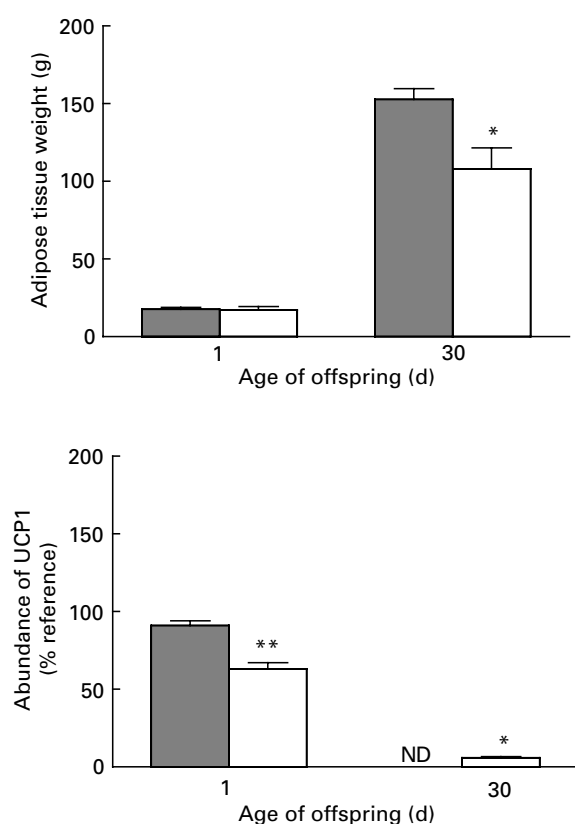 200
Adipose tissue weight (g)
150
*
100
50
0
1
30
Age of offspring (d)
200
Abundance of UCP1
(% reference)
150
100
**
50
ND
*
0
1
30
Age of offspring (d)